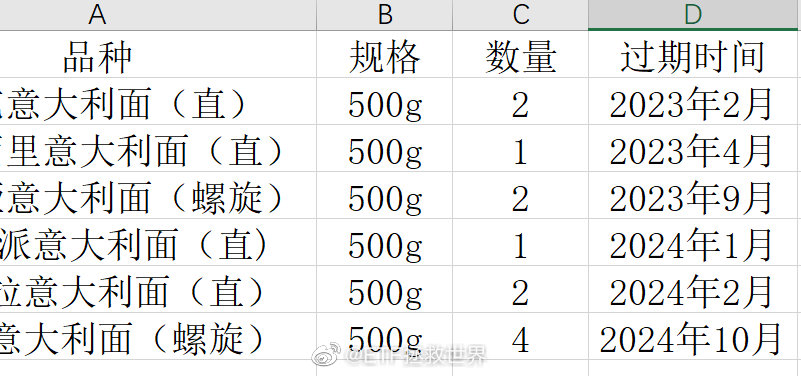 A B C D
品种 规格 数量 过期时间
意大利面（直） 500g 2 2023年2月
里意大利面（直） 500g 1 2023年4月
意大利面（螺旋） 500g 2 2023年9月
派意大利面（直） 500g 1 2024年1月
拉意大利面（直） 500g 2 2024年2月
意大利面（螺旋） 500g 4 2024年10月
@ETF拯救世界